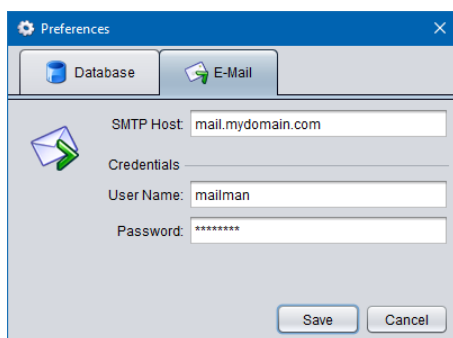 Preferences
Database E-Mail
SMTP Host: mail.mydomain.com
Credentials
User Name: mailman
Password: ********
Save Cancel